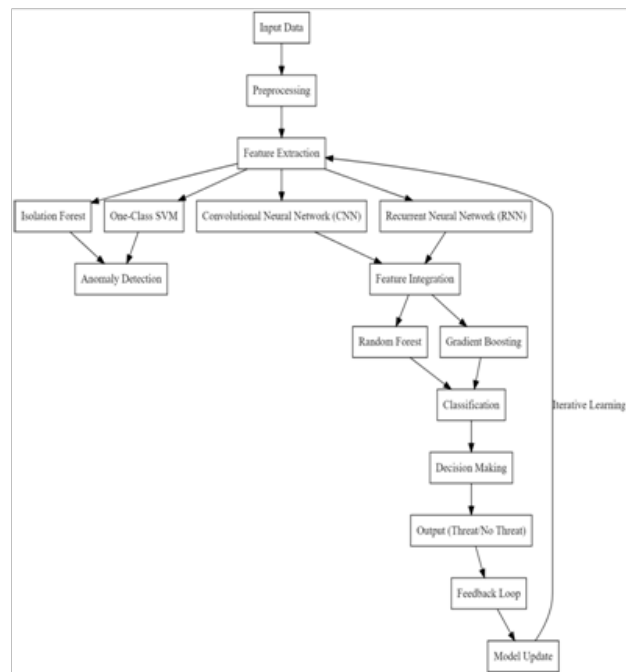 Input Data
Preprocessing
Feature Extraction
Isolation Forest
One-Class SVM
Convolutional Neural Network (CNN)
Recurrent Neural Network (RNN)
Anomaly Detection
Feature Integration
Random Forest
Gradient Boosting
Classification
Iterative Learning
Decision Making
Output (Threat/No Threat)
Feedback Loop
Model Update